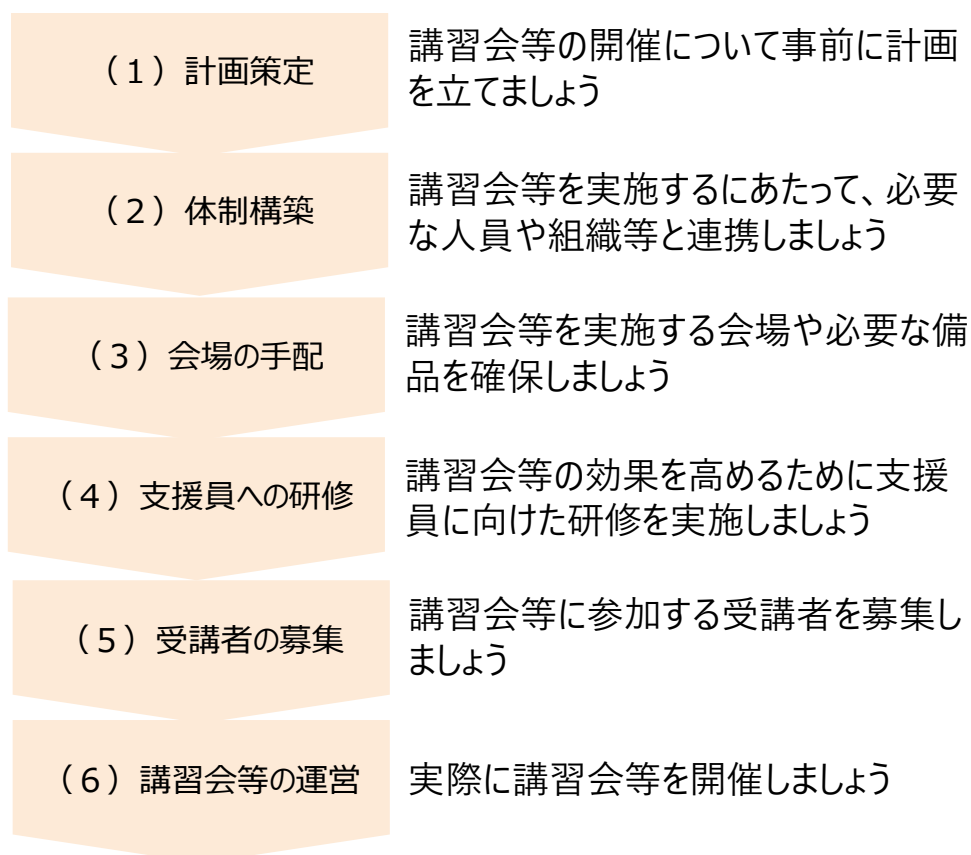 （１）計画策定
講習会等の開催について事前に計画
を立てましょう
（２）体制構築
講習会等を実施するにあたって、必要
な人員や組織等と連携しましょう
（３）会場の手配
講習会等を実施する会場や必要な備
品を確保しましょう
（４）支援員への研修
講習会等の効果を高めるために支援
員に向けた研修を実施しましょう
（５）受講者の募集
講習会等に参加する受講者を募集し
ましょう
（６）講習会等の運営
実際に講習会等を開催しましょう